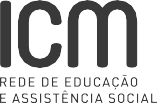 ICM
REDE DE EDUCAÇÃO
E ASSISTÊNCIA SOCIAL